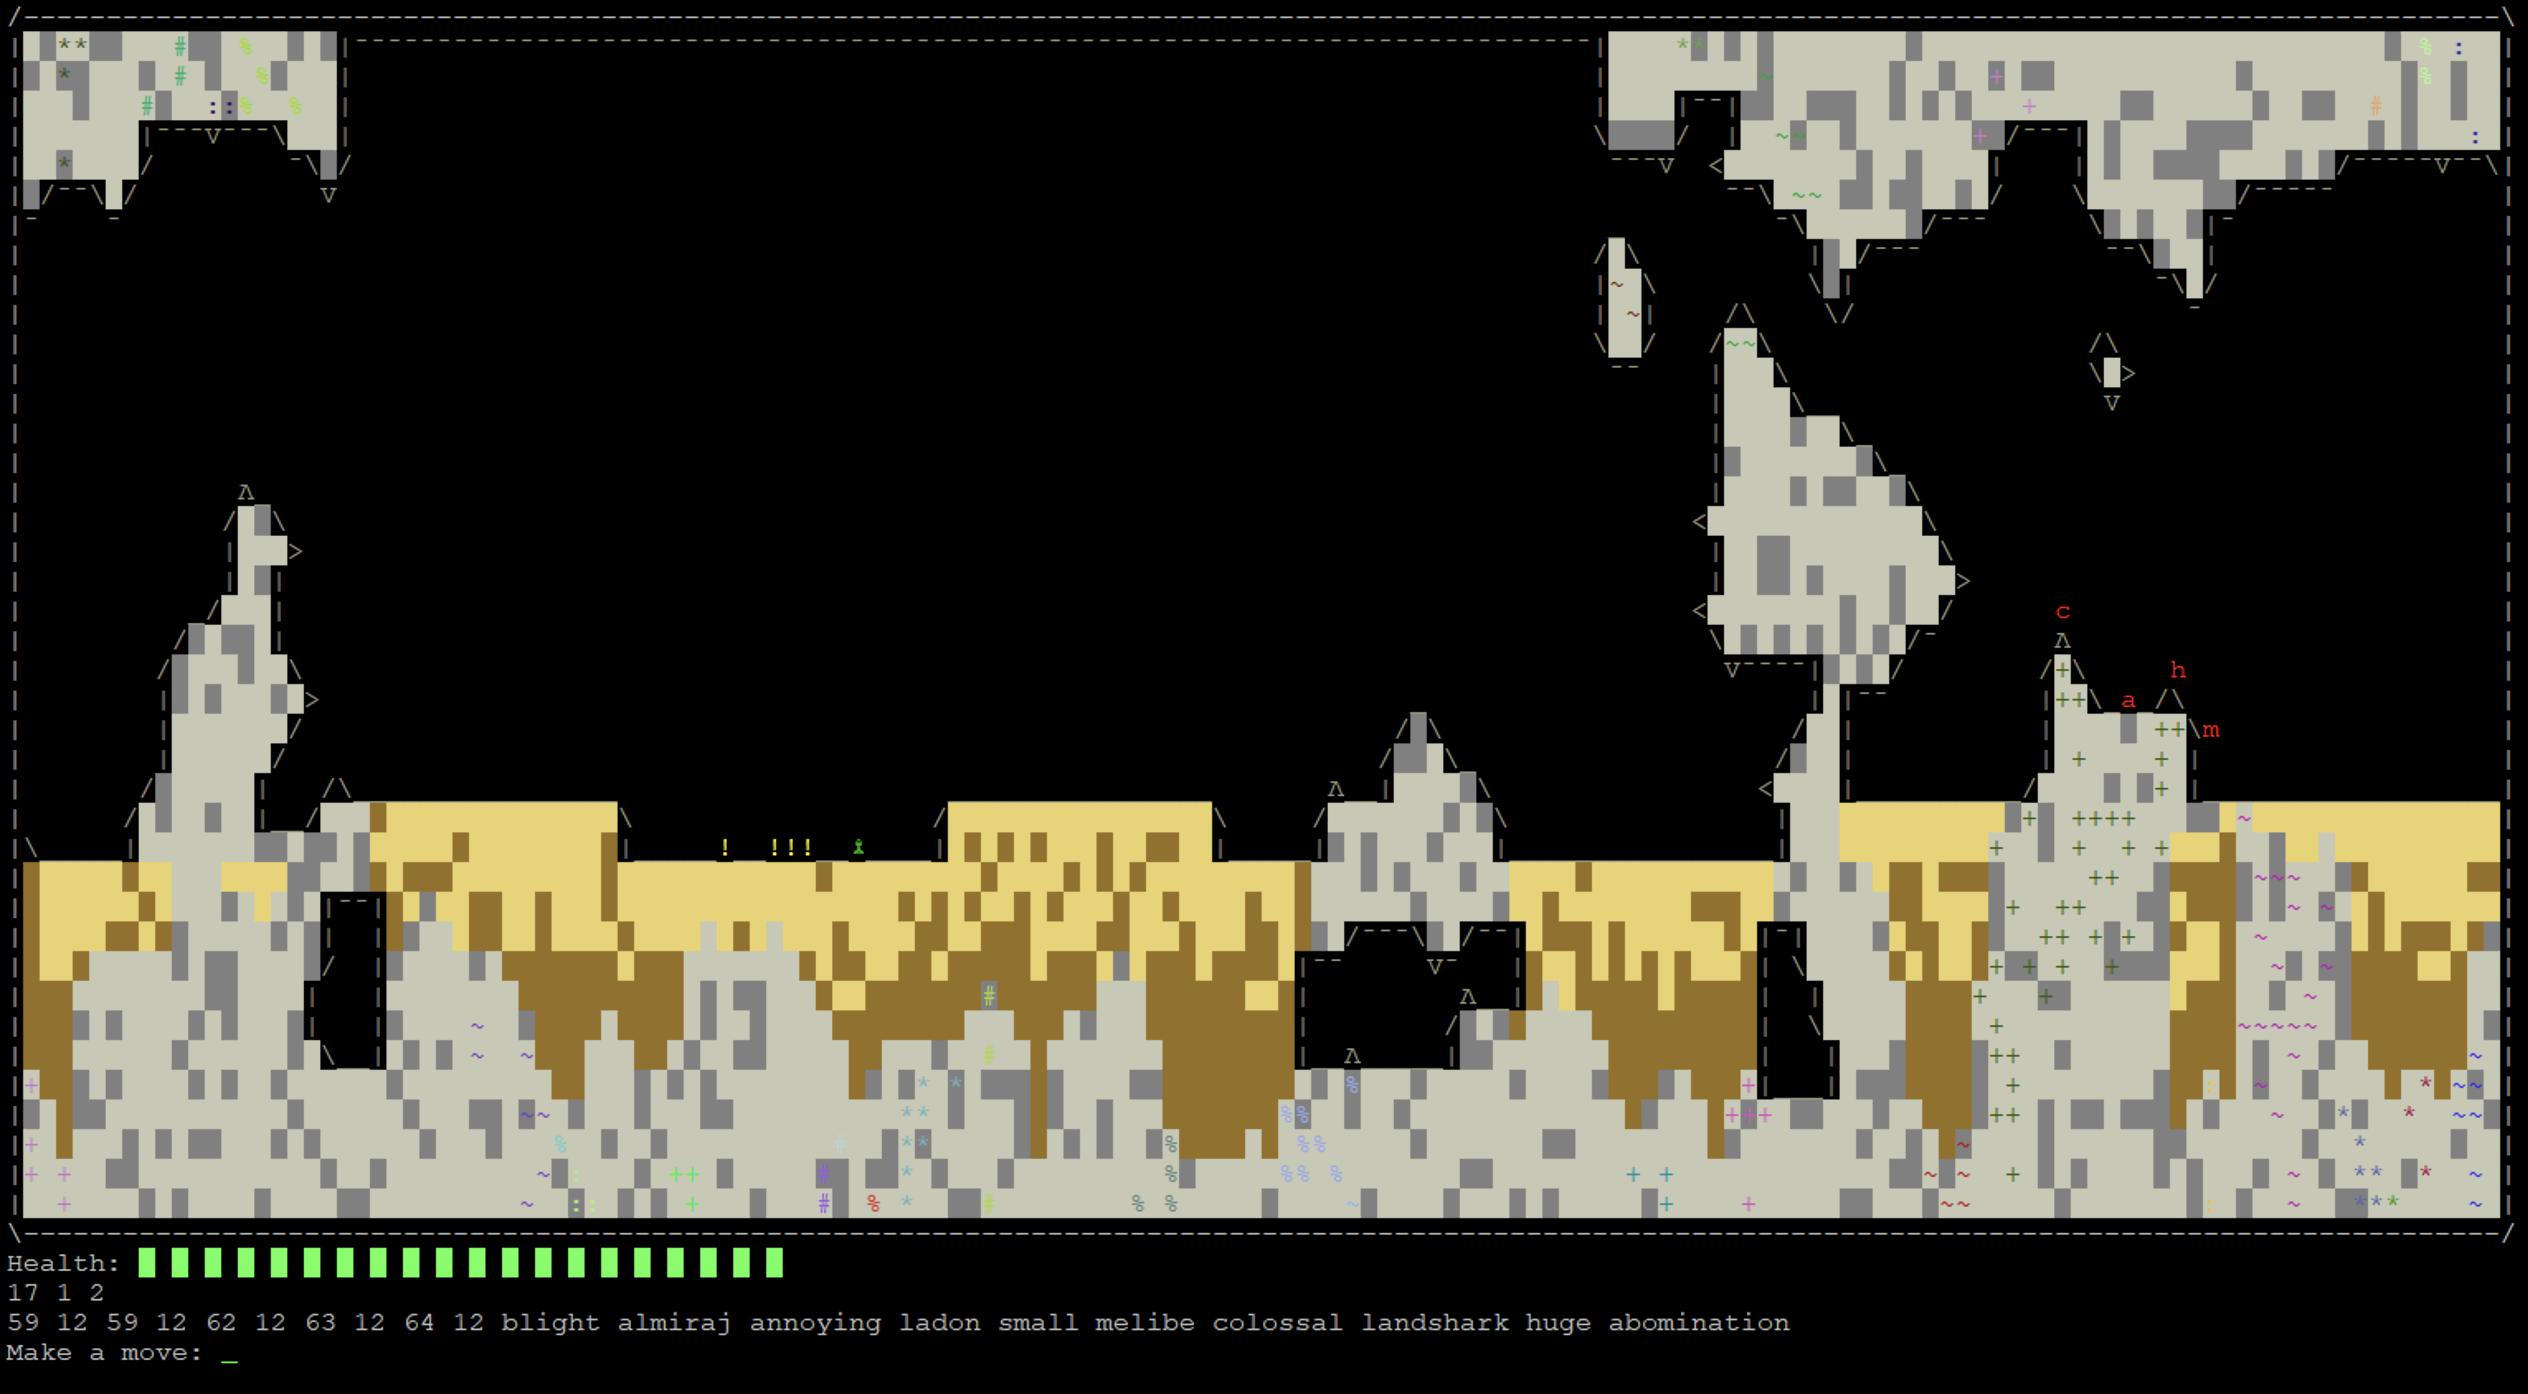 c
h
a
m
! !!!
Health:
17 1 2
59 12 59 12 62 12 63 12 64 12 blight almiraj annoying ladon small melibe colossal landshark huge abomination
Make a move: _